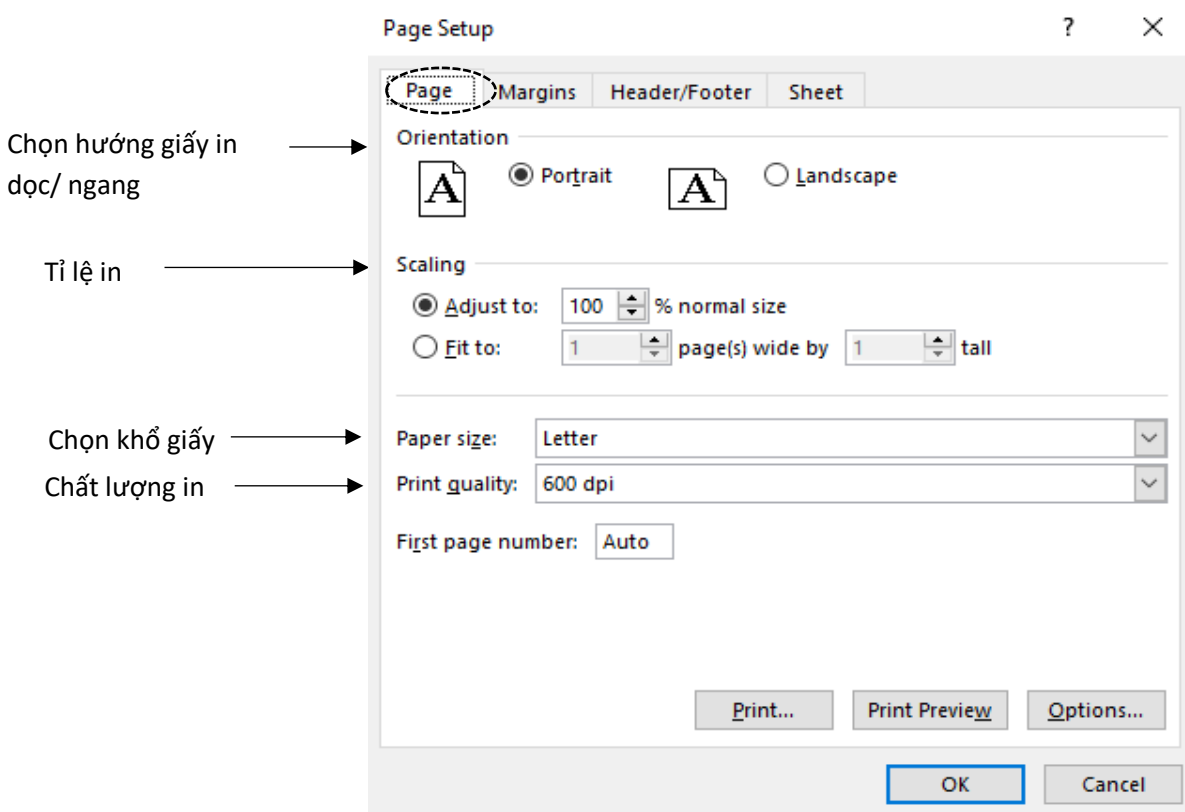 Page Setup ? ×
Page Margins Header/Footer Sheet
Chọn hướng giấy in
dọc/ ngang
Orientation
A Portrait A Landscape
Tỉ lệ in
Scaling
Adjust to: 100 % normal size
Fit to: 1 page(s) wide by 1 tall
Chọn khổ giấy
Paper size: Letter
Chất lượng in
Print quality: 600 dpi
First page number: Auto
Print... Print Preview Options...
OK Cancel